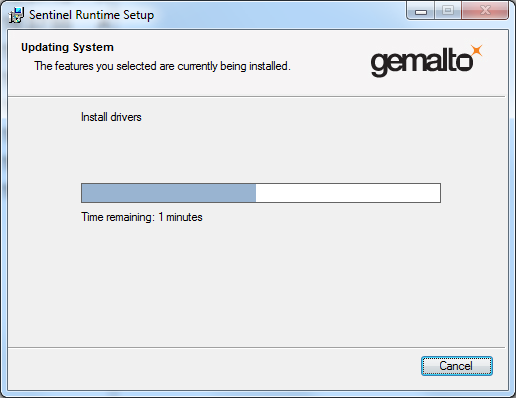 Sentinel Runtime Setup
Updating System
The features you selected are currently being installed.
gemalto
Install drivers
Time remaining: 1 minutes
Cancel